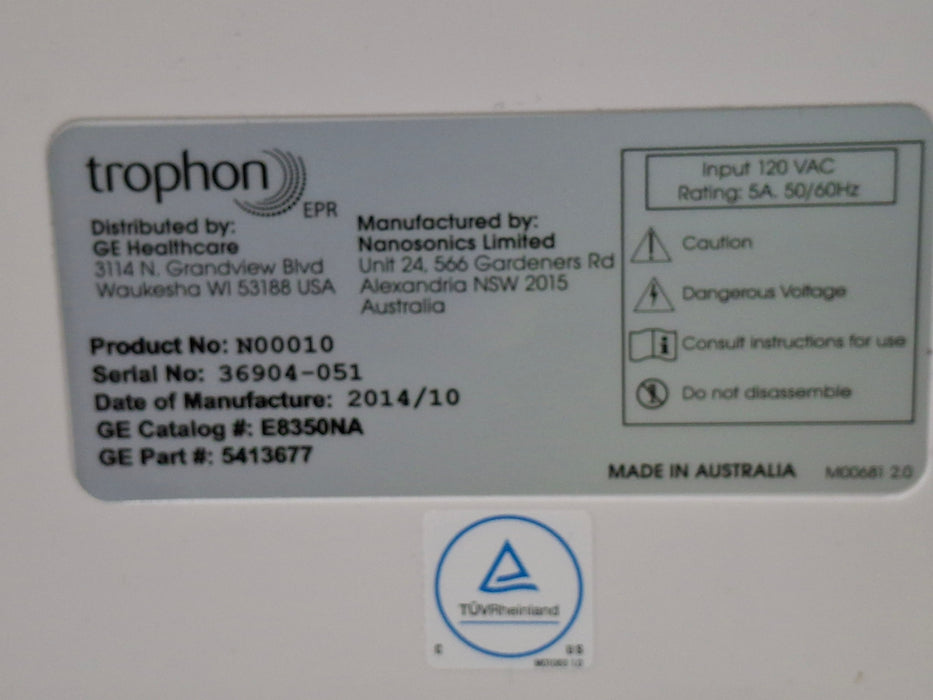 trophon
EPR
Distributed by:
GE Healthcare
3114 N. Grandview Blvd
Waukesha WI 53188 USA
Manufactured by:
Nanosonics Limited
Unit 24, 566 Gardeners Rd
Alexandria NSW 2015
Australia
Product No: N00010
Serial No: 36904-051
Date of Manufacture: 2014/10
GE Catalog #: E8350NA
GE Part #: 5413677
Input 120 VAC
Rating: 5A. 50/60Hz
Caution
Dangerous Voltage
Consult instructions for use
Do not disassemble
MADE IN AUSTRALIA M00681 2.0
TÜVRheinland
C US